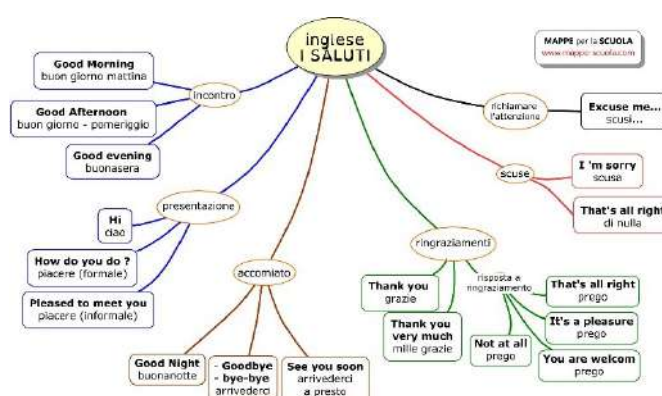 inglese
I SALUTI
MAPPE per la SCUOLA
www.mappe-scuola.com
incontro
Good Morning
buon giorno mattina
Good Afternoon
buon giorno - pomeriggio
Good evening
buonasera
presentazione
Hi
ciao
How do you do ?
piacere (formale)
Pleased to meet you
piacere (informale)
accomiato
Good Night
buonanotte
- Goodbye
- bye-bye
arrivederci
See you soon
arrivederci
a presto
ringraziamenti
Thank you
grazie
Thank you
very much
mille grazie
risposta a
ringraziamento
Not at all
prego
That's all right
prego
It's a pleasure
prego
You are welcom
prego
scuse
I 'm sorry
scusa
That's all right
di nulla
richiamare
l'attenzione
Excuse me...
scusi...